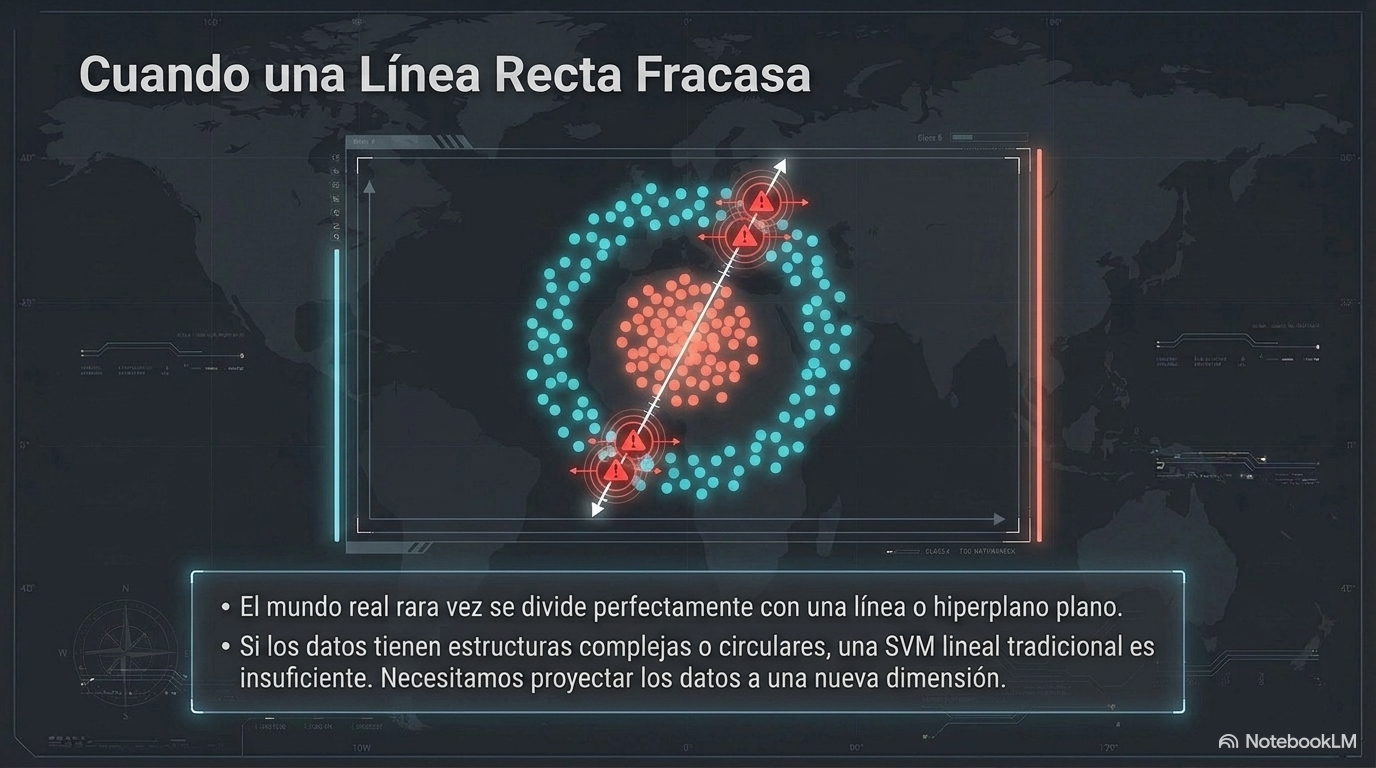 Cuando una Línea Recta Fracasa
• El mundo real rara vez se divide perfectamente con una línea o hiperplano plano.
• Si los datos tienen estructuras complejas o circulares, una SVM lineal tradicional es
insuficiente. Necesitamos proyectar los datos a una nueva dimensión.
N
W
S
10W
0°
NotebookLM